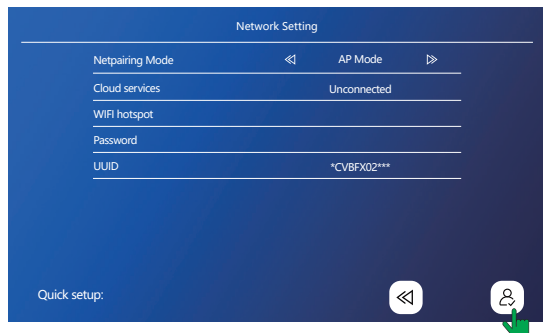 Network Setting
Netpairing Mode AP Mode
Cloud services Unconnected
WIFI hotspot
Password
UUID *CVBFX02***
Quick setup: